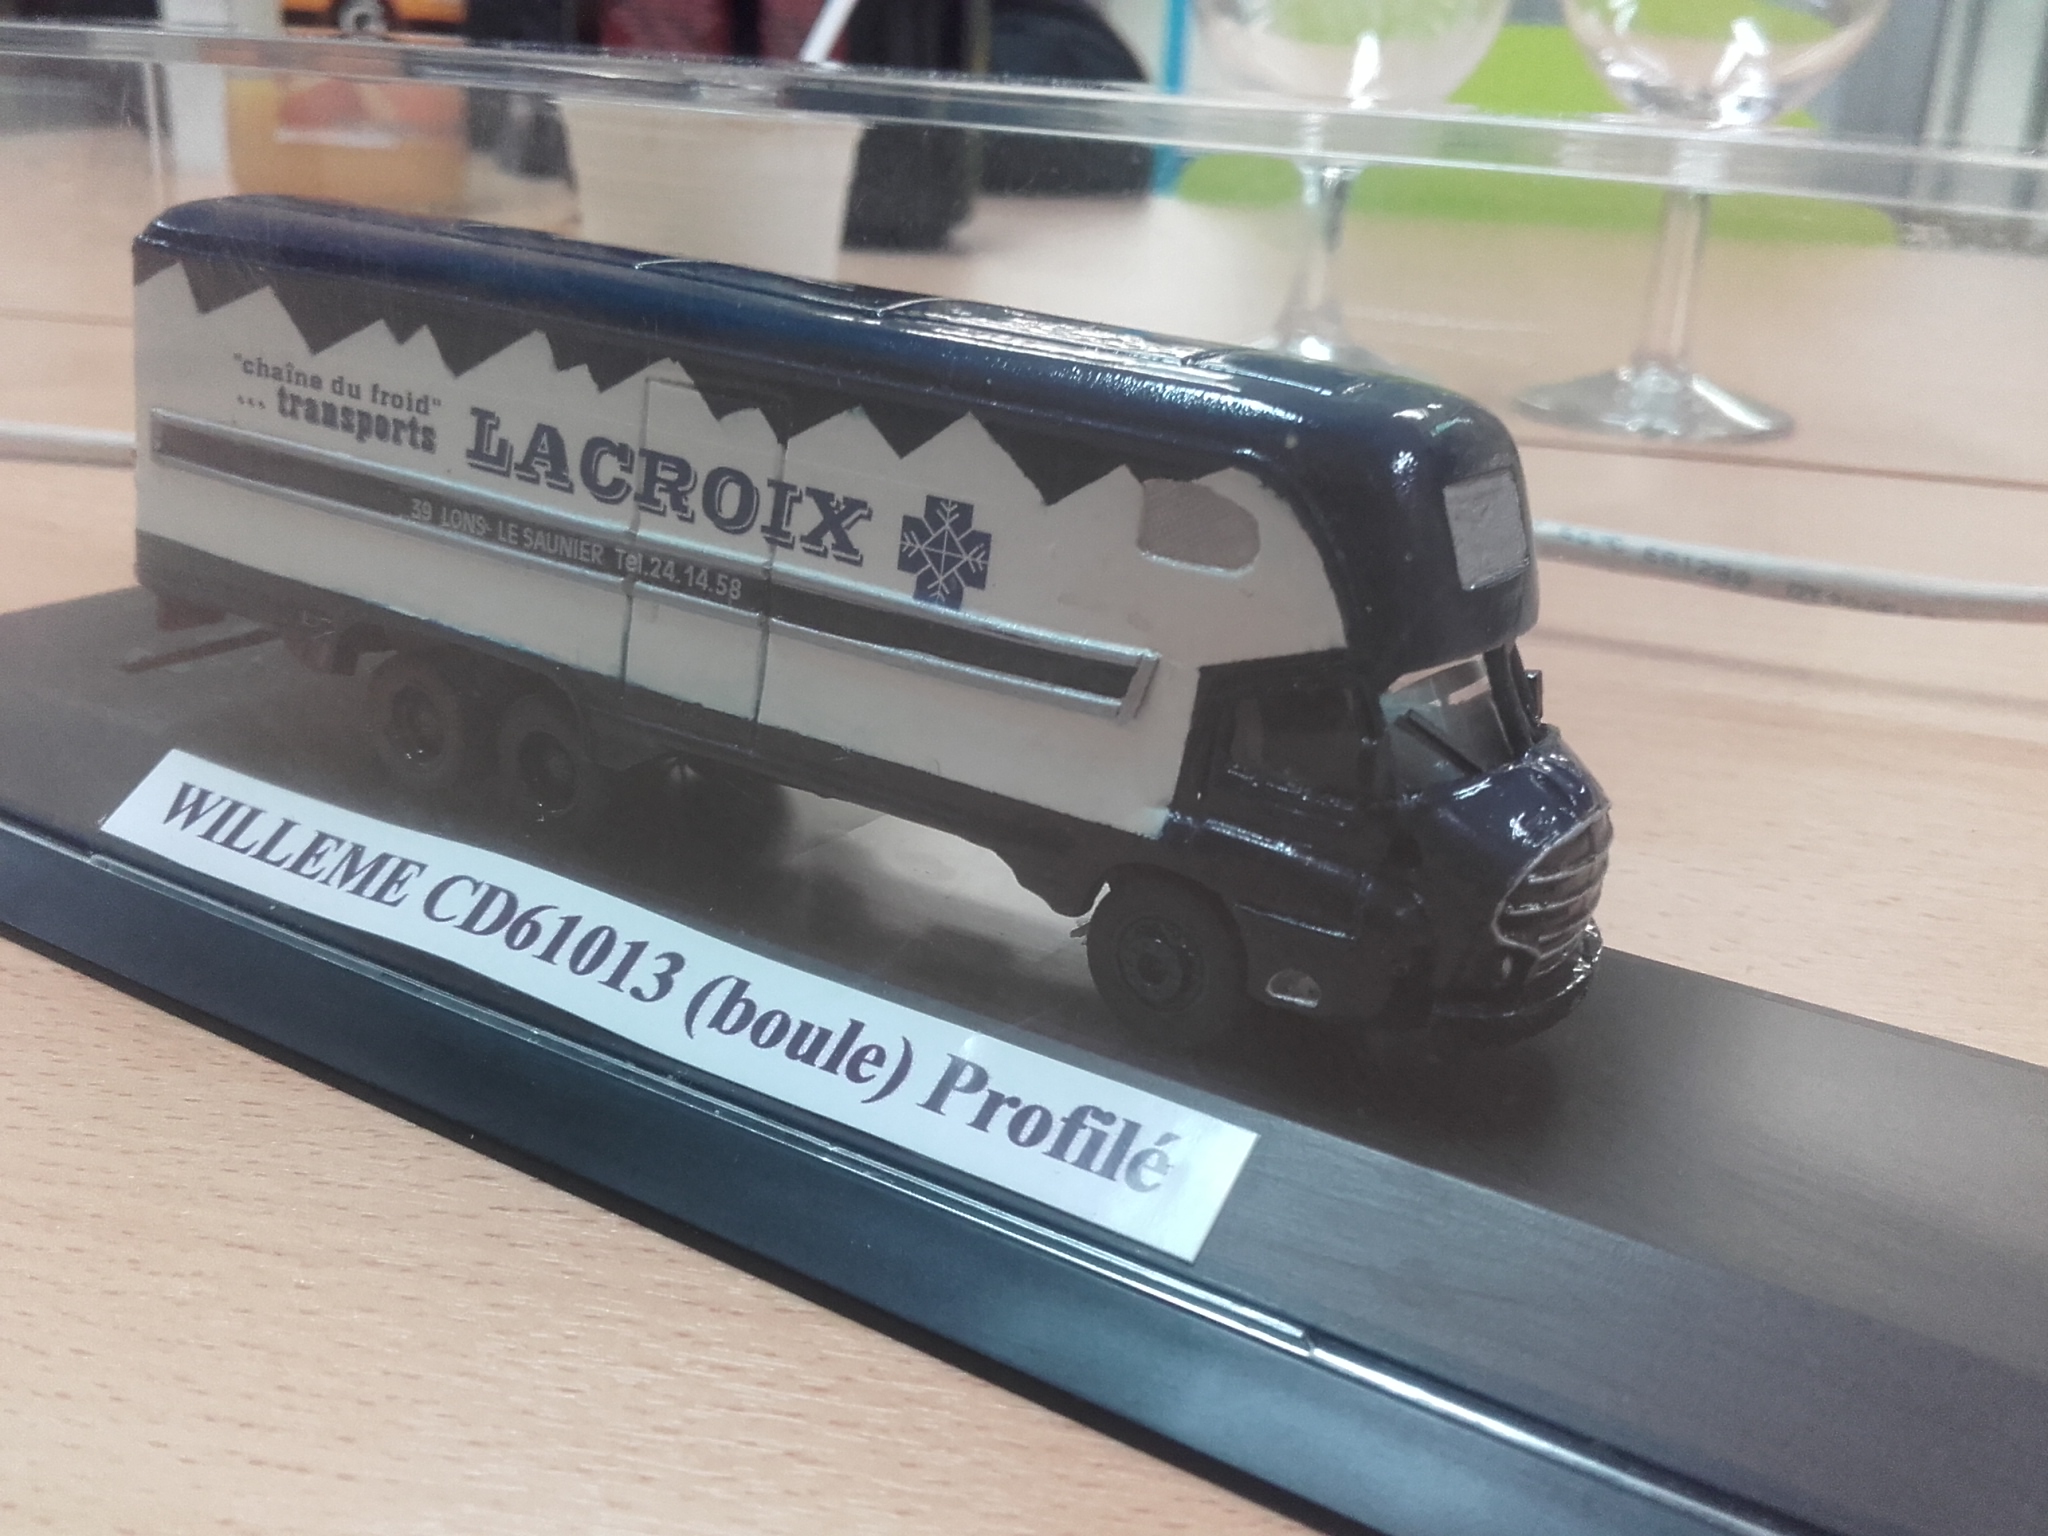 "chaîne du froid"
... transports
LACROIX
39 LONS- LE SAUNIER Tel.24.14.58
WILLEME CD61013 (boule) Profilé